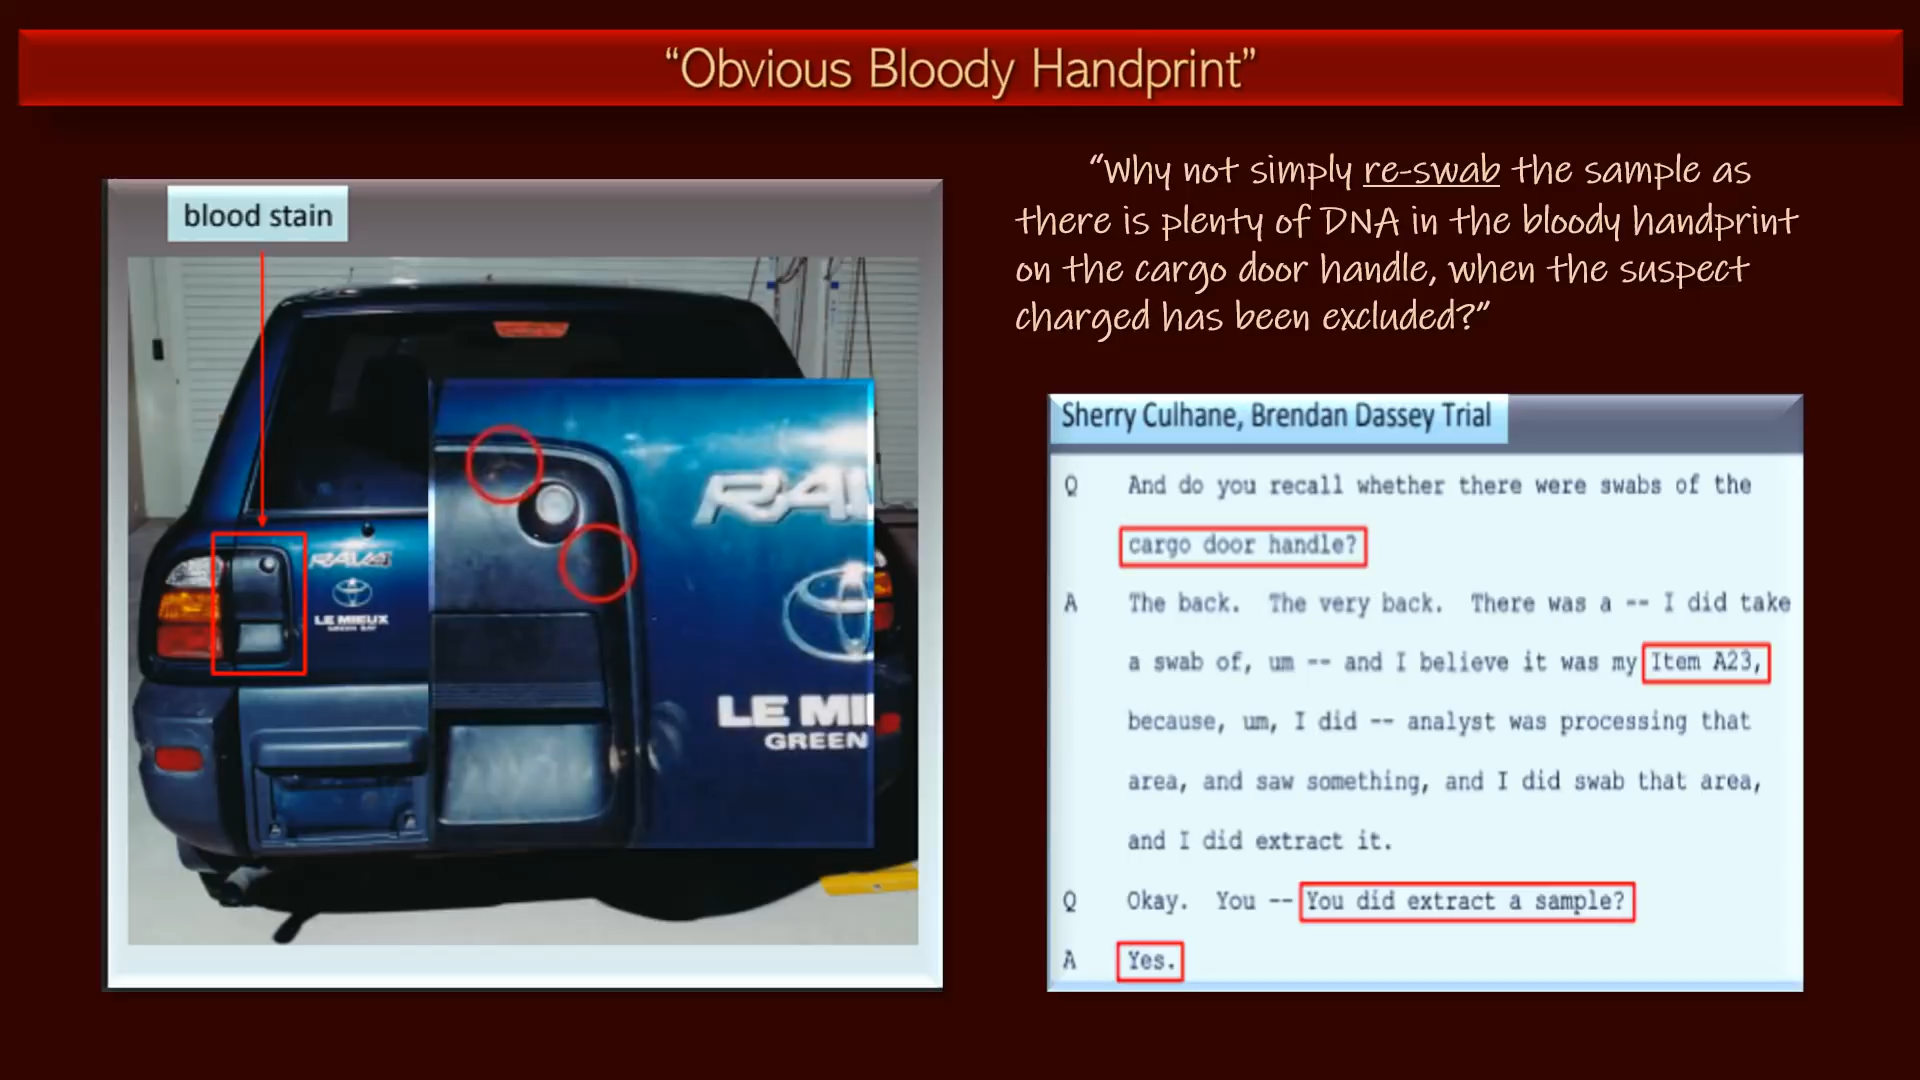 “Obvious Bloody Handprint”
blood stain
RAV4
LE MIEUX
GREEN BAY
RAV
LE MI
GREEN
“Why not simply re-swab the sample as
there is plenty of DNA in the bloody handprint
on the cargo door handle, when the suspect
charged has been excluded?”
Sherry Culhane, Brendan Dassey Trial
Q And do you recall whether there were swabs of the
cargo door handle?
A The back. The very back. There was a -- I did take
a swab of, um -- and I believe it was my Item A23,
because, um, I did -- analyst was processing that
area, and saw something, and I did swab that area,
and I did extract it.
Q Okay. You -- You did extract a sample?
A Yes.